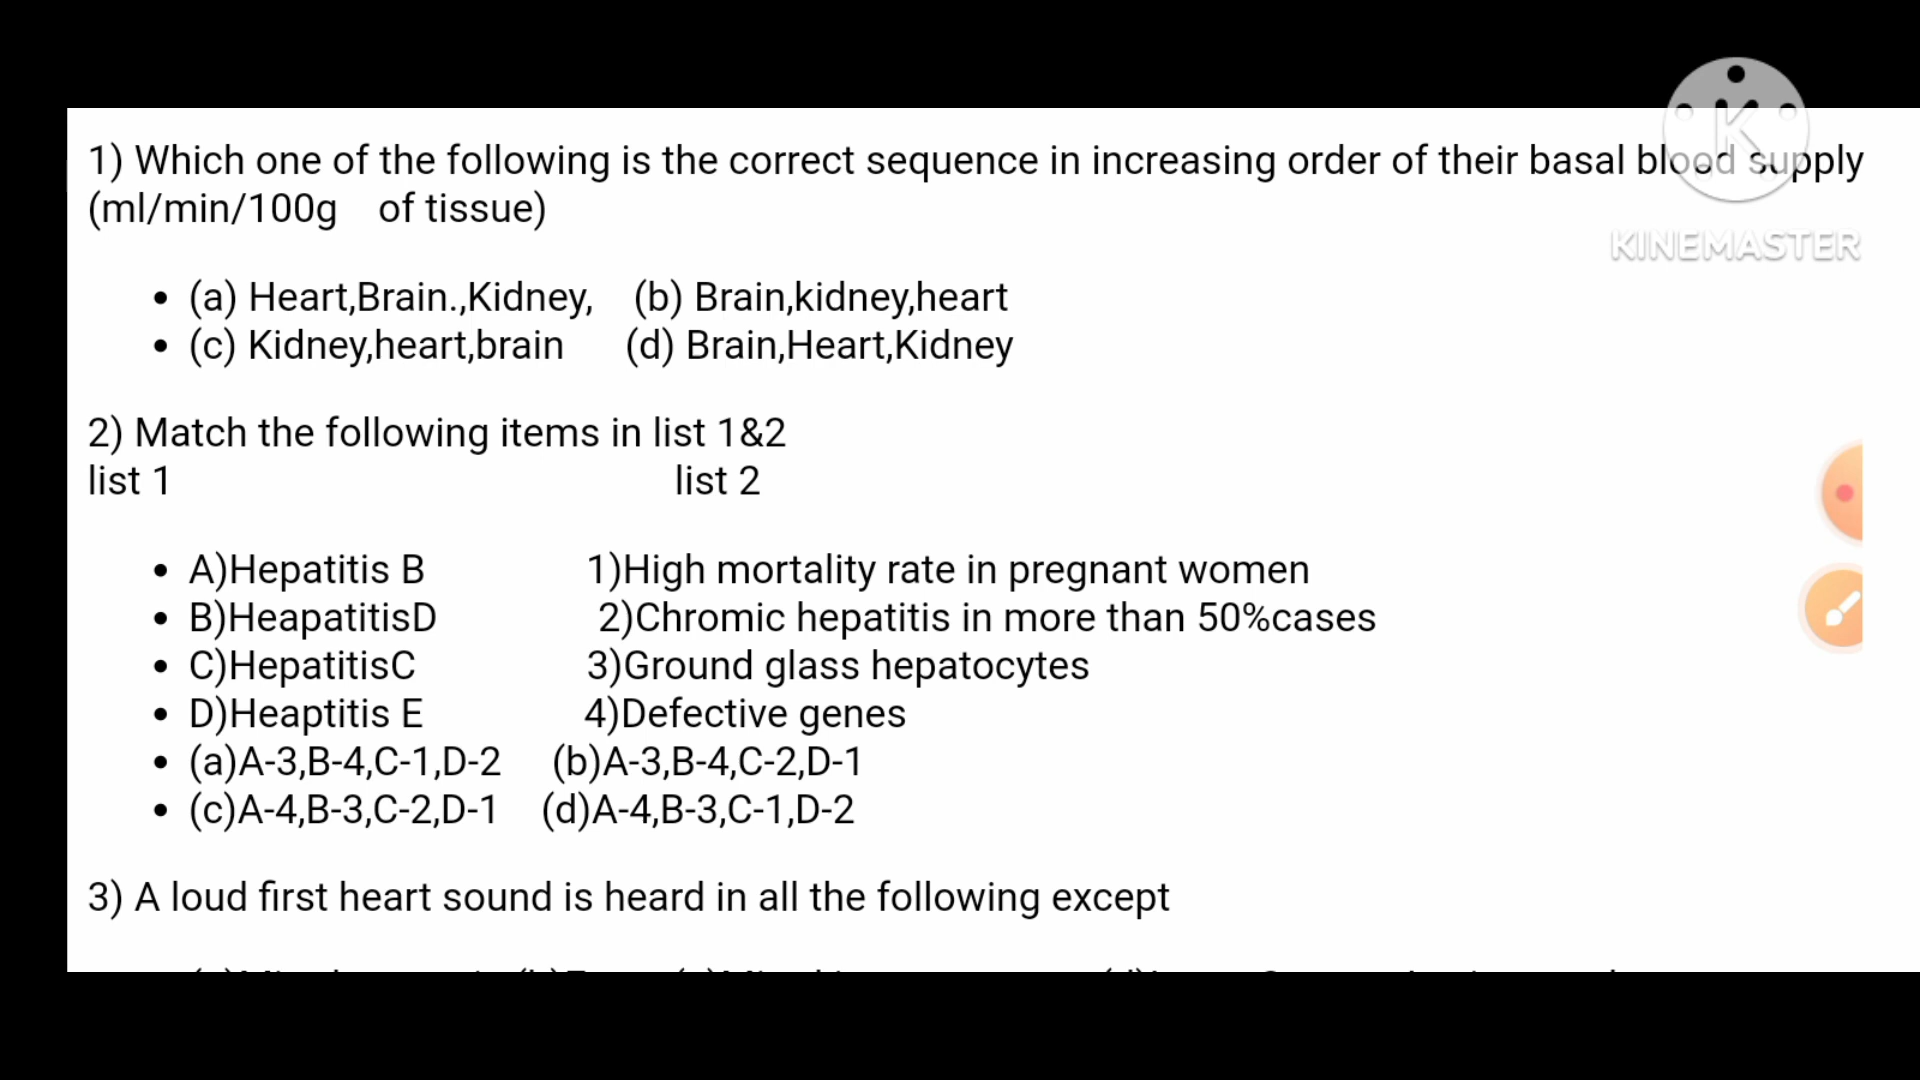 1) Which one of the following is the correct sequence in increasing order of their basal blood supply
(ml/min/100g of tissue)
• (a) Heart,Brain.,Kidney, (b) Brain,kidney,heart
• (c) Kidney,heart,brain (d) Brain,Heart,Kidney
2) Match the following items in list 1&2
list 1 list 2
• A)Hepatitis B 1)High mortality rate in pregnant women
• B)HeapatitisD 2)Chromic hepatitis in more than 50%cases
• C)HepatitisC 3)Ground glass hepatocytes
• D)Heaptitis E 4)Defective genes
• (a)A-3,B-4,C-1,D-2 (b)A-3,B-4,C-2,D-1
• (c)A-4,B-3,C-2,D-1 (d)A-4,B-3,C-1,D-2
3) A loud first heart sound is heard in all the following except
K
KINEMASTER